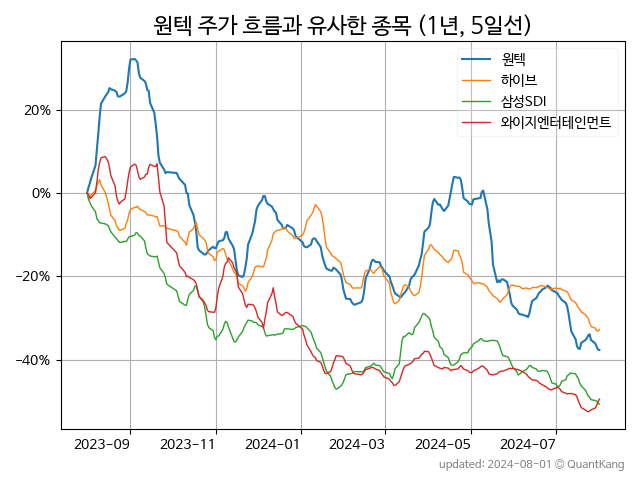 원텍 주가 흐름과 유사한 종목 (1년, 5일선)
원텍
하이브
삼성SDI
와이지엔터테인먼트
20%
0%
−20%
−40%
2023-09 2023-11 2024-01 2024-03 2024-05 2024-07
updated: 2024-08-01 © QuantKang